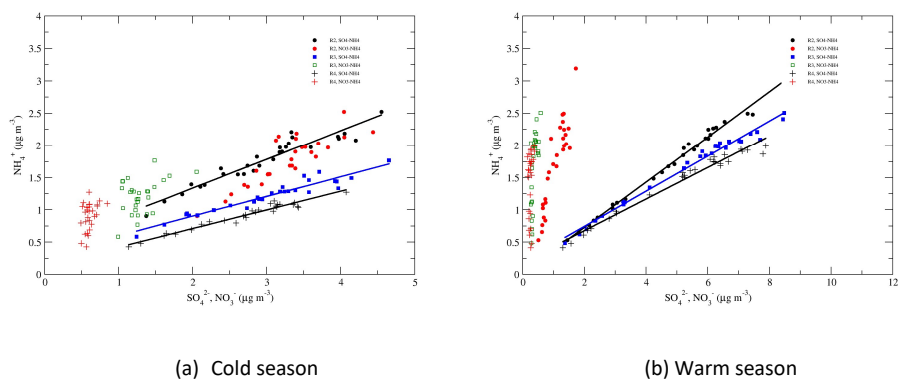 4
3.5
3
2.5
2
1.5
1
0.5
0
NH₄⁺ (µg m⁻³)
R2, SO4-NH4
R2, NO3-NH4
R3, SO4-NH4
R3, NO3-NH4
R4, SO4-NH4
R4, NO3-NH4
0 1 2 3 4 5
SO₄²⁻, NO₃⁻ (µg m⁻³)
(a) Cold season
4
3.5
3
2.5
2
1.5
1
0.5
0
NH₄⁺ (µg m⁻³)
R2, SO4-NH4
R2, NO3-NH4
R3, SO4-NH4
R3, NO3-NH4
R4, SO4-NH4
R4, NO3-NH4
0 2 4 6 8 10 12
SO₄²⁻, NO₃⁻ (µg m⁻³)
(b) Warm season